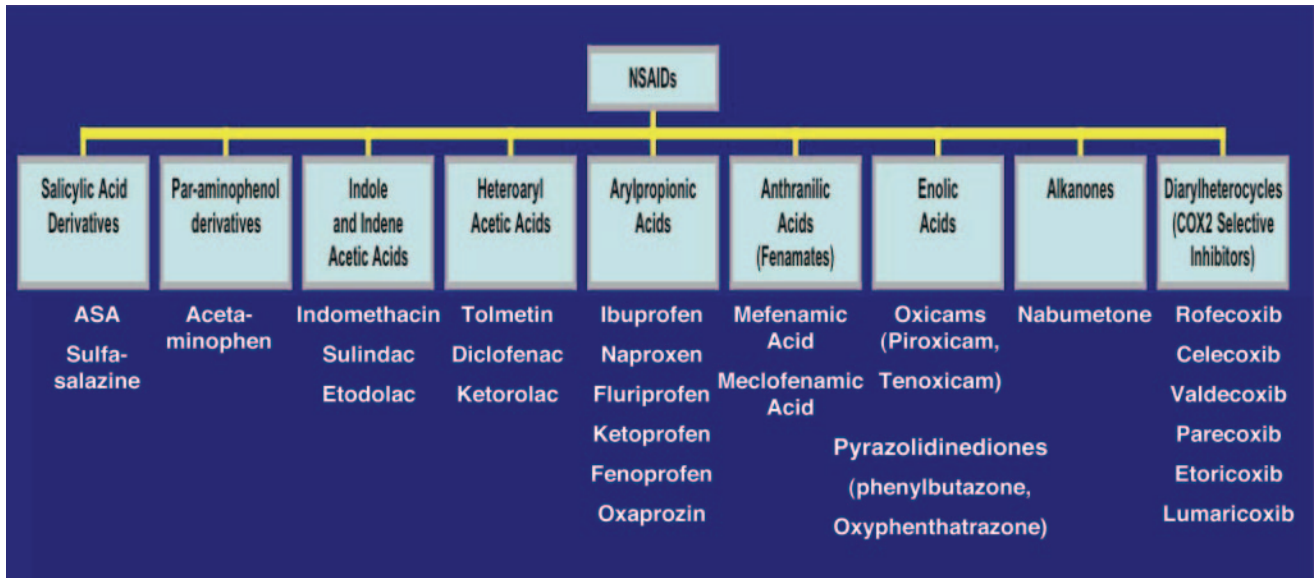 NSAIDs
Salicylic Acid
Derivatives
Par-aminophenol
derivatives
Indole
and Indene
Acetic Acids
Heteroaryl
Acetic Acids
Arylpropionic
Acids
Anthranilic
Acids
(Fenamates)
Enolic
Acids
Alkanones
Diarylheterocycles
(COX2 Selective
Inhibitors)
ASA
Sulfa-
salazine
Aceta-
minophen
Indomethacin
Sulindac
Etodolac
Tolmetin
Diclofenac
Ketorolac
Ibuprofen
Naproxen
Fluriprofen
Ketoprofen
Fenoprofen
Oxaprozin
Mefenamic
Acid
Meclofenamic
Acid
Oxicams
(Piroxicam,
Tenoxicam)
Pyrazolidinediones
(phenylbutazone,
Oxyphenthatrazone)
Nabumetone
Rofecoxib
Celecoxib
Valdecoxib
Parecoxib
Etoricoxib
Lumaricoxib